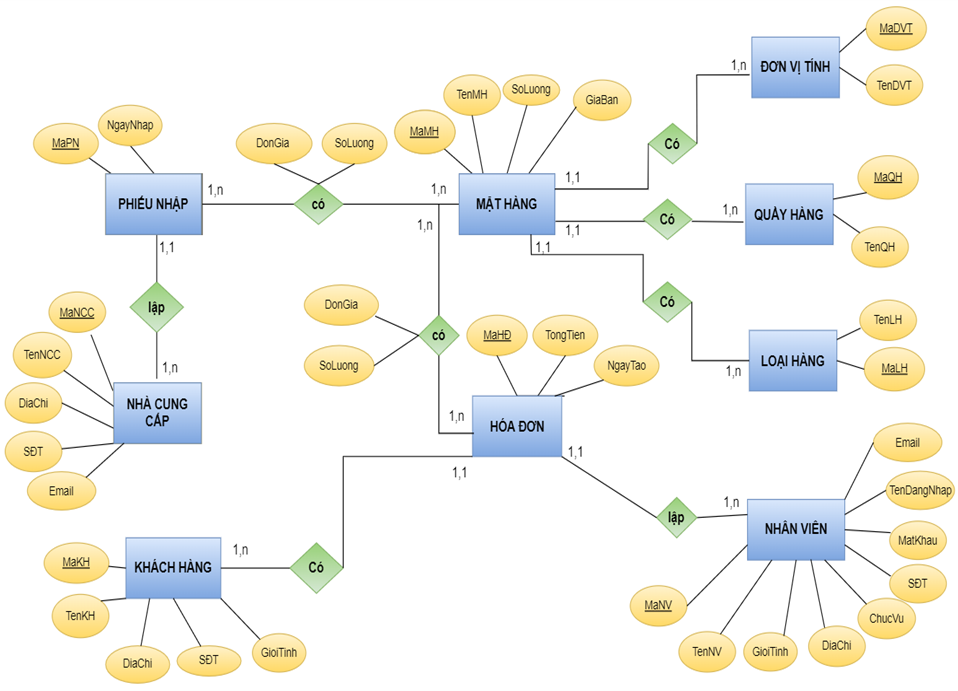 MaDVT
ĐƠN VỊ TÍNH
1,n
TenDVT
TenMH
SoLuong
GiaBan
MaMH
NgayNhap
MaPN
DonGia
SoLuong
Có
PHIẾU NHẬP
1,n
có
1,n
MẶT HÀNG
1,1
1,n
1,1
Có
1,n
QUẦY HÀNG
MaQH
TenQH
1,1
1,1
lập
1,n
Có
1,n
LOẠI HÀNG
TenLH
MaLH
MaNCC
TenNCC
DiaChi
SĐT
Email
NHÀ CUNG
CẤP
DonGia
SoLuong
có
MaHĐ
TongTien
NgayTao
1,n
HÓA ĐƠN
1,1
1,1
lập
1,n
NHÂN VIÊN
Email
TenDangNhap
MatKhau
SĐT
ChucVu
DiaChi
GioiTinh
TenNV
MaNV
MaKH
KHÁCH HÀNG
1,n
Có
TenKH
DiaChi
SĐT
GioiTinh